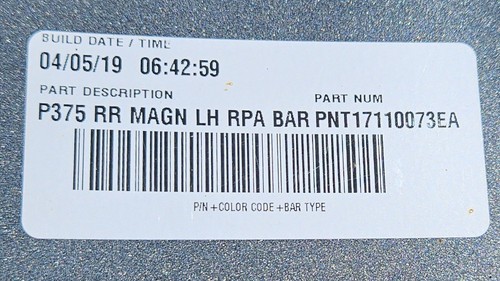 BUILD DATE / TIME
04/05/19 06:42:59
PART DESCRIPTION PART NUM
P375 RR MAGN LH RPA BAR PNT17110073EA
P/N +COLOR CODE +BAR TYPE